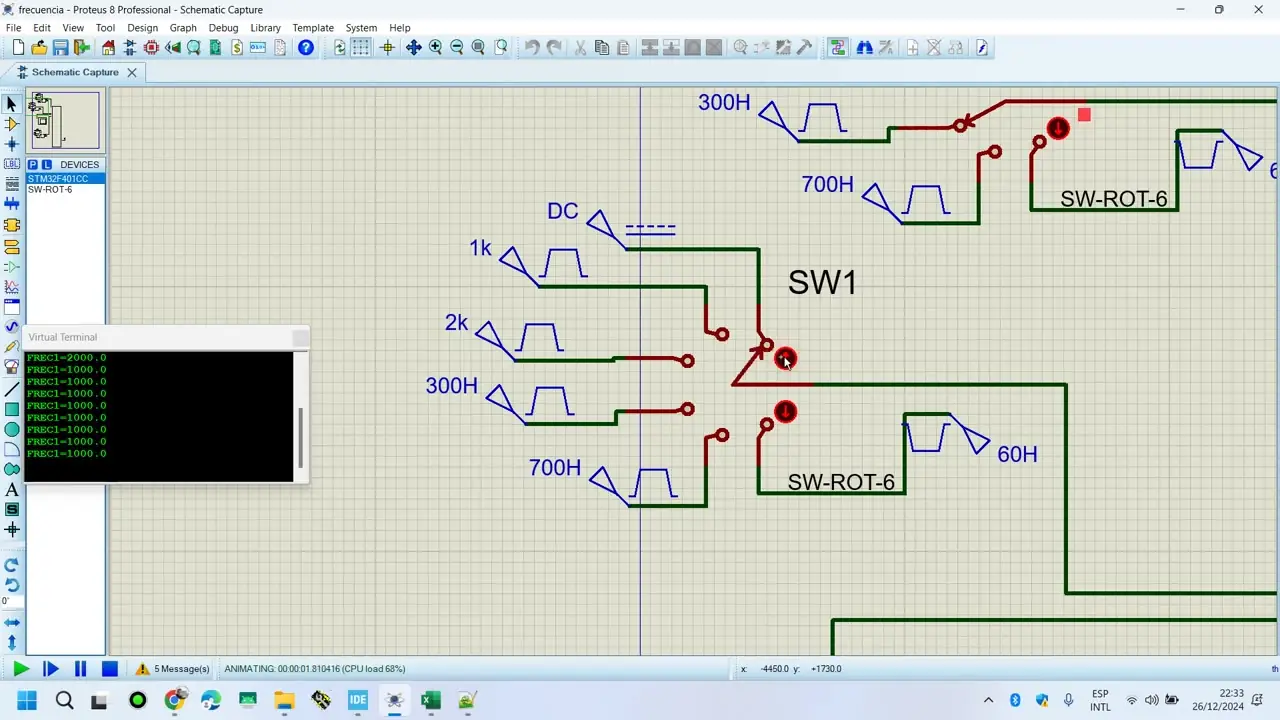 frecuencia - Proteus 8 Professional - Schematic Capture
File Edit View Tool Design Graph Debug Library Template System Help
Schematic Capture
P L DEVICES
STM32F401CC
SW-ROT-6
300H
700H
SW-ROT-6
6
DC
1k
SW1
2k
300H
700H
60H
SW-ROT-6
Virtual Terminal
FREC1=2000.0
FREC1=1000.0
FREC1=1000.0
FREC1=1000.0
FREC1=1000.0
FREC1=1000.0
FREC1=1000.0
FREC1=1000.0
FREC1=1000.0
0°
5 Message(s) ANIMATING: 00:00:01.810416 (CPU load 68%) x: -4450.0 y: +1730.0 th
IDE
ESP
INTL
22:33
26/12/2024